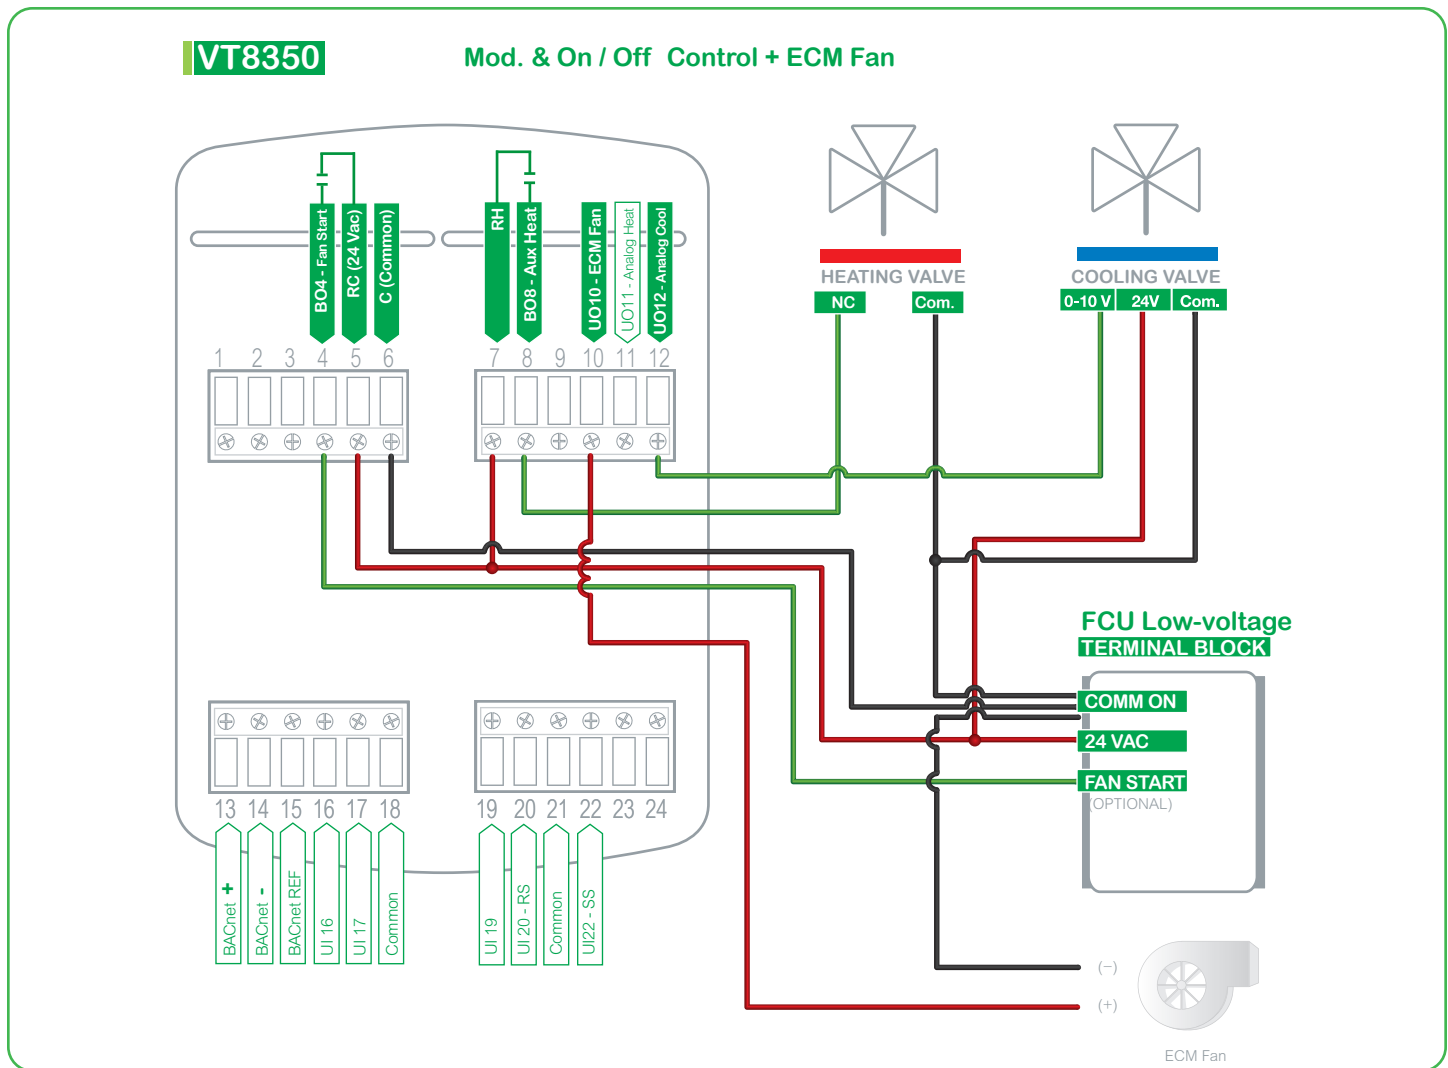 VT8350
Mod. & On / Off Control + ECM Fan
BO4 - Fan Start
RC (24 Vac)
C (Common)
RH
BO8 - Aux Heat
UO10 - ECM Fan
UO11 - Analog Heat
UO12 - Analog Cool
1 2 3 4 5 6
7 8 9 10 11 12
HEATING VALVE
NC
Com.
COOLING VALVE
0-10 V
24V
Com.
FCU Low-voltage
TERMINAL BLOCK
COMM ON
24 VAC
FAN START
(OPTIONAL)
13 14 15 16 17 18
19 20 21 22 23 24
BACnet +
BACnet -
BACnet REF
UI 16
UI 17
Common
UI 19
UI 20 - RS
Common
UI22 - SS
(−)
(+)
ECM Fan